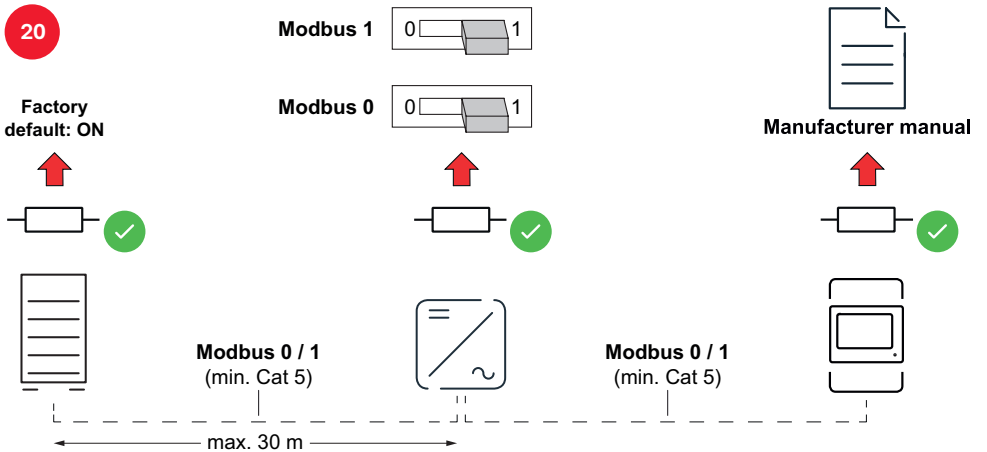 20
Modbus 1
0
1
Modbus 0
0
1
Factory
default: ON
Manufacturer manual
Modbus 0 / 1
(min. Cat 5)
Modbus 0 / 1
(min. Cat 5)
max. 30 m